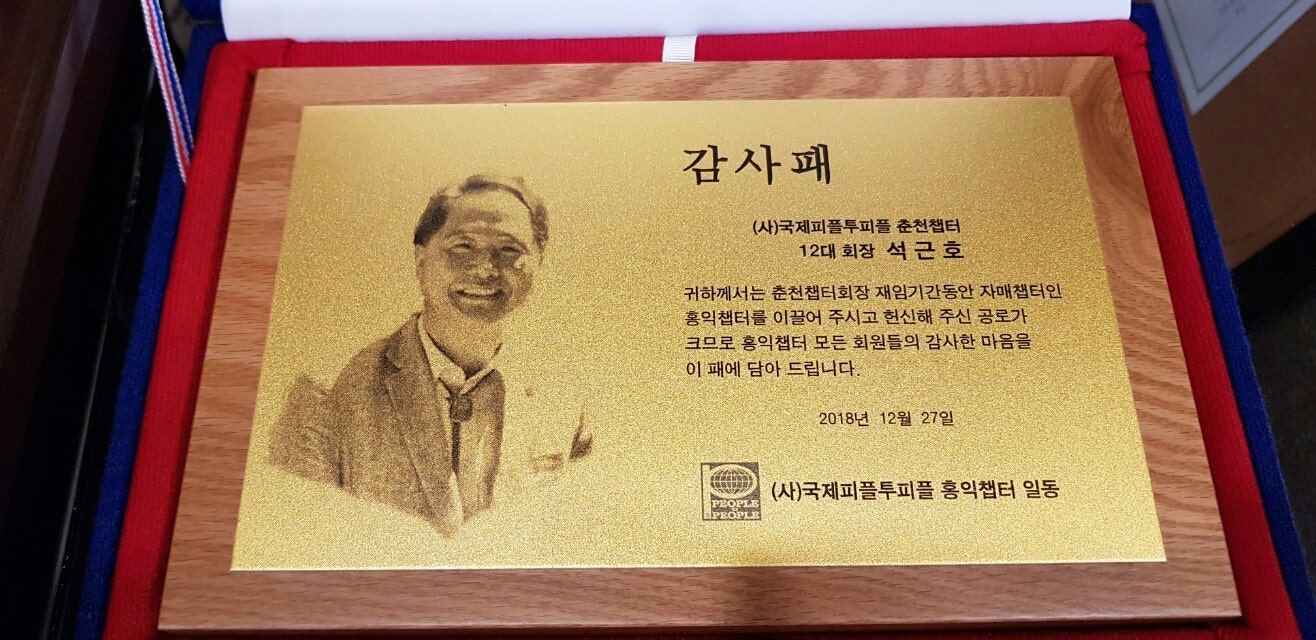 감사패
(사)국제피플투피플 춘천챕터
12대 회장 석근호
귀하께서는 춘천챕터회장 재임기간동안 자매챕터인
홍익챕터를 이끌어 주시고 헌신해 주신 공로가
크므로 홍익챕터 모든 회원들의 감사한 마음을
이 패에 담아 드립니다.
2018년 12월 27일
PEOPLE
to
PEOPLE
(사)국제피플투피플 홍익챕터 일동